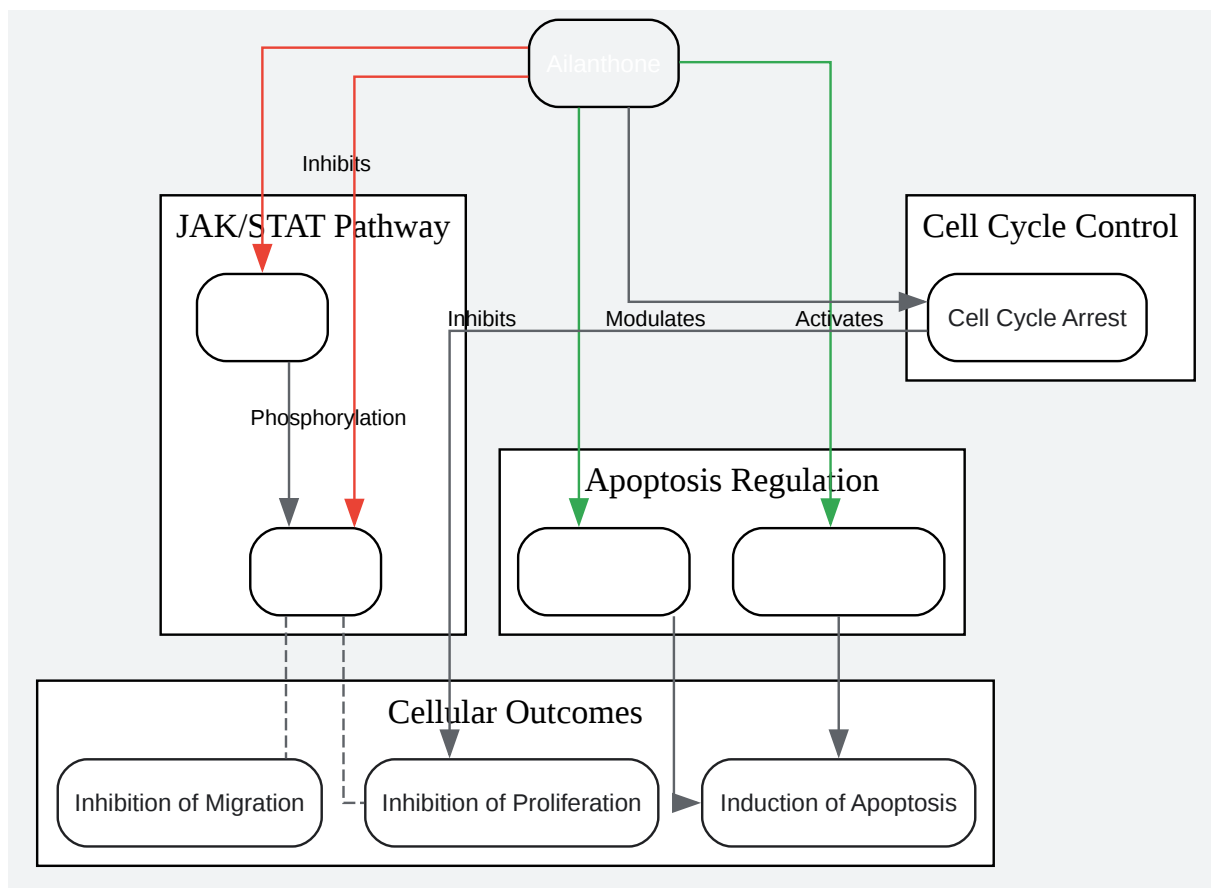 Ailanthone
Inhibits
JAK/STAT Pathway
Cell Cycle Control
Inhibits
Modulates
Activates
Cell Cycle Arrest
Phosphorylation
Apoptosis Regulation
Cellular Outcomes
Inhibition of Migration
Inhibition of Proliferation
Induction of Apoptosis